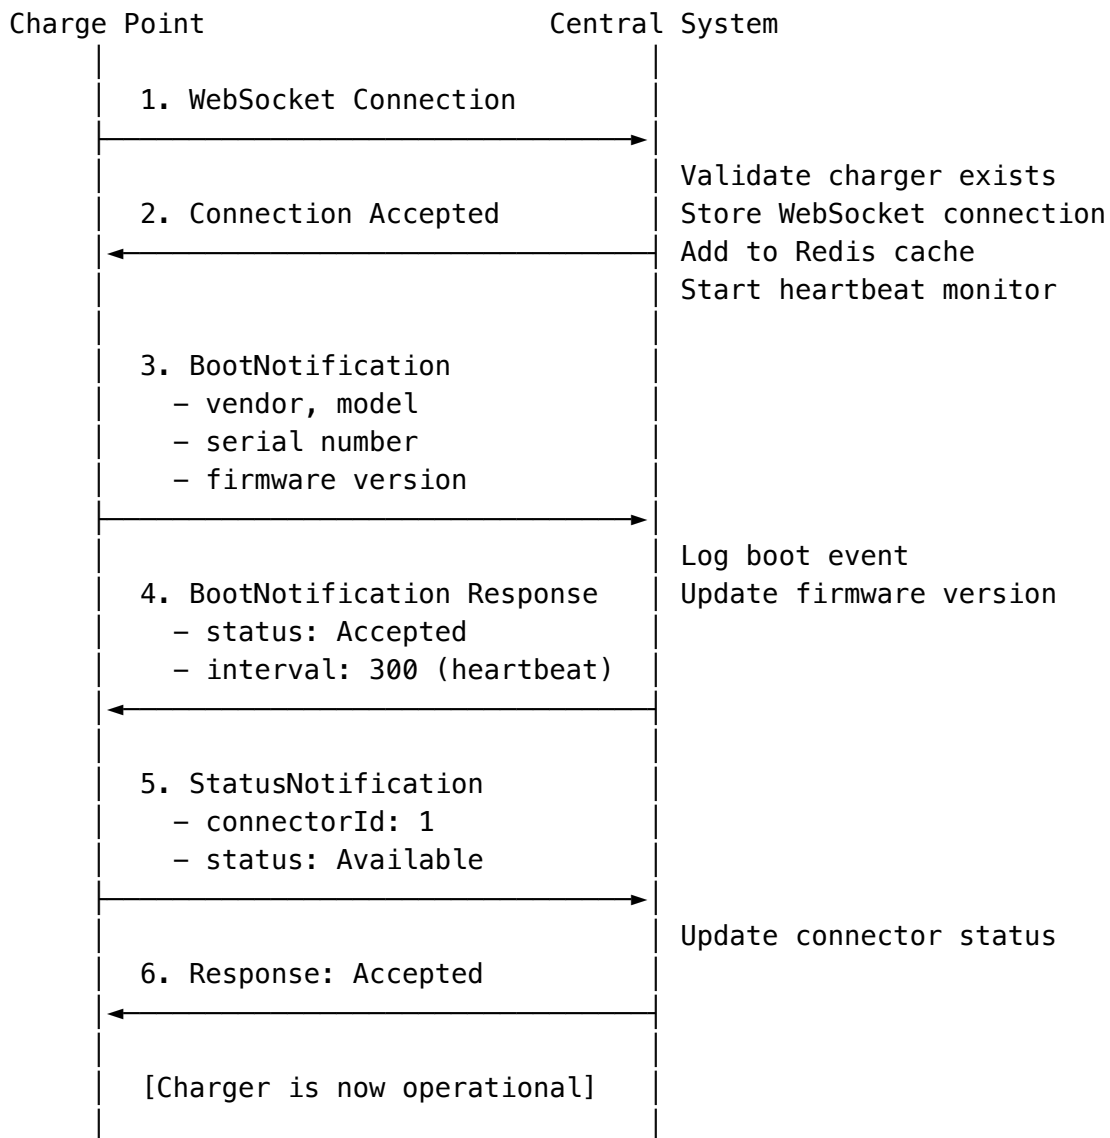 Charge Point Central System
1. WebSocket Connection
Validate charger exists
2. Connection Accepted Store WebSocket connection
Add to Redis cache
Start heartbeat monitor
3. BootNotification
– vendor, model
– serial number
– firmware version
Log boot event
4. BootNotification Response Update firmware version
– status: Accepted
– interval: 300 (heartbeat)
5. StatusNotification
– connectorId: 1
– status: Available
Update connector status
6. Response: Accepted
[Charger is now operational]